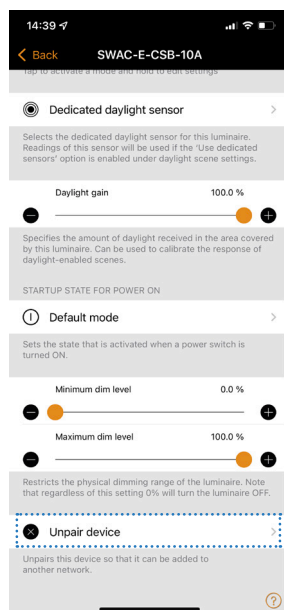 14:39
Back SWAC-E-CSB-10A
Tap to activate a mode and hold to edit settings
Dedicated daylight sensor
Selects the dedicated daylight sensor for this luminaire.
Readings of this sensor will be used if the 'Use dedicated
sensors' option is enabled under daylight scene settings.
Daylight gain 100.0 %
Specifies the amount of daylight received in the area covered
by this luminaire. Can be used to calibrate the response of
daylight-enabled scenes.
STARTUP STATE FOR POWER ON
Default mode
Sets the state that is activated when a power switch is
turned ON.
Minimum dim level 0.0 %
Maximum dim level 100.0 %
Restricts the physical dimming range of the luminaire. Note
that regardless of this setting 0% will turn the luminaire OFF.
Unpair device
Unpairs this device so that it can be added to
another network.
?